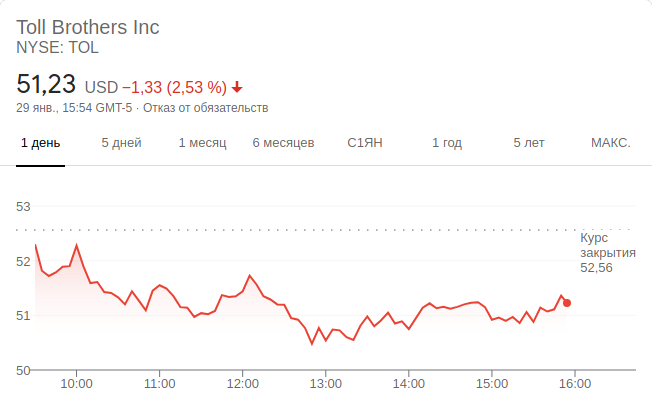 Toll Brothers Inc
NYSE: TOL
51,23 USD −1,33 (2,53 %)
29 янв., 15:54 GMT-5 · Отказ от обязательств
1 день 5 дней 1 месяц 6 месяцев С1ЯН 1 год 5 лет МАКС.
53
Курс
закрытия
52,56
52
51
50
10:00 11:00 12:00 13:00 14:00 15:00 16:00